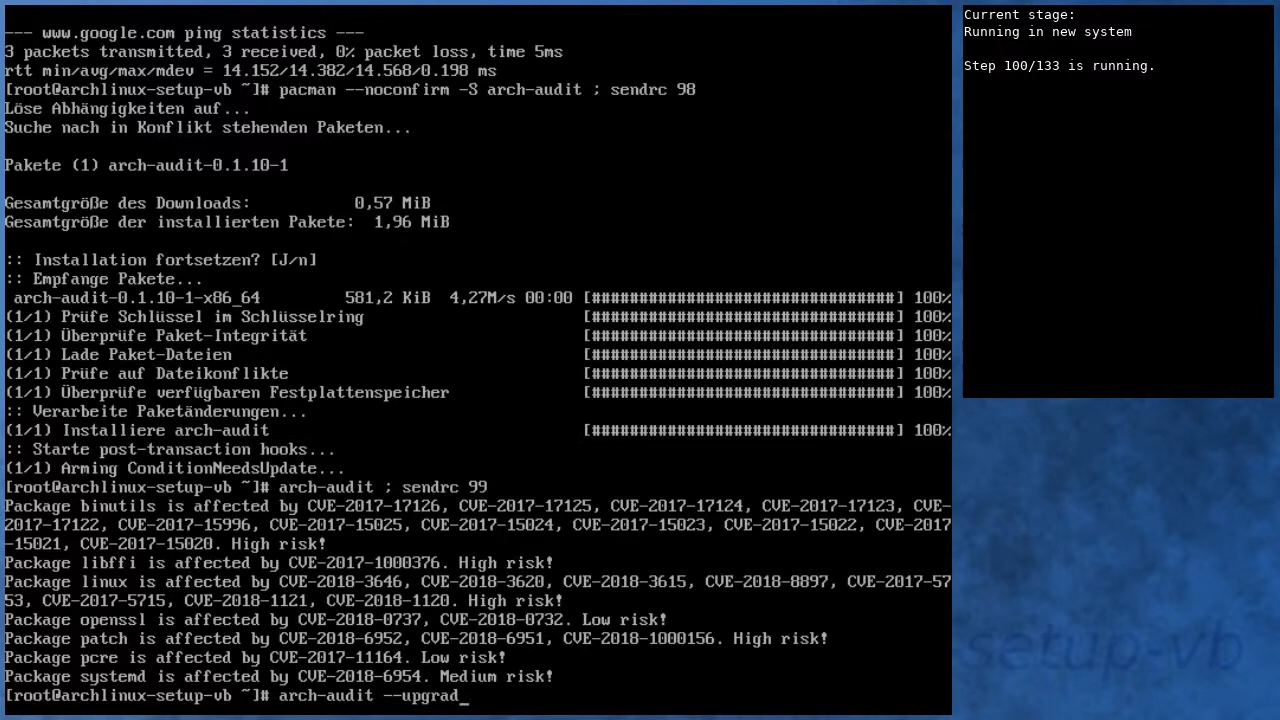 --- www.google.com ping statistics ---
3 packets transmitted, 3 received, 0% packet loss, time 5ms
rtt min/avg/max/mdev = 14.152/14.382/14.568/0.198 ms
[root@archlinux-setup-vb ~]# pacman --noconfirm -S arch-audit ; sendrc 98
Löse Abhängigkeiten auf...
Suche nach in Konflikt stehenden Paketen...
Pakete (1) arch-audit-0.1.10-1
Gesamtgröße des Downloads:           0,57 MiB
Gesamtgröße der installierten Pakete:  1,96 MiB
:: Installation fortsetzen? [J/n]
:: Empfange Pakete...
arch-audit-0.1.10-1-x86_64         581,2 KiB  4,27M/s 00:00 [################################] 100%
(1/1) Prüfe Schlüssel im Schlüsselring                       [################################] 100%
(1/1) Überprüfe Paket-Integrität                             [################################] 100%
(1/1) Lade Paket-Dateien                                     [################################] 100%
(1/1) Prüfe auf Dateikonflikte                               [################################] 100%
(1/1) Überprüfe verfügbaren Festplattenspeicher              [################################] 100%
:: Verarbeite Paketänderungen...
(1/1) Installiere arch-audit                                 [################################] 100%
:: Starte post-transaction hooks...
(1/1) Arming ConditionNeedsUpdate...
[root@archlinux-setup-vb ~]# arch-audit ; sendrc 99
Package binutils is affected by CVE-2017-17126, CVE-2017-17125, CVE-2017-17124, CVE-2017-17123, CVE-
2017-17122, CVE-2017-15996, CVE-2017-15025, CVE-2017-15024, CVE-2017-15023, CVE-2017-15022, CVE-2017
-15021, CVE-2017-15020. High risk!
Package libffi is affected by CVE-2017-1000376. High risk!
Package linux is affected by CVE-2018-3646, CVE-2018-3620, CVE-2018-3615, CVE-2018-8897, CVE-2017-57
53, CVE-2017-5715, CVE-2018-1121, CVE-2018-1120. High risk!
Package openssl is affected by CVE-2018-0737, CVE-2018-0732. Low risk!
Package patch is affected by CVE-2018-6952, CVE-2018-6951, CVE-2018-1000156. High risk!
Package pcre is affected by CVE-2017-11164. Low risk!
Package systemd is affected by CVE-2018-6954. Medium risk!
[root@archlinux-setup-vb ~]# arch-audit --upgrad_
Current stage:
Running in new system
Step 100/133 is running.
setup-vb